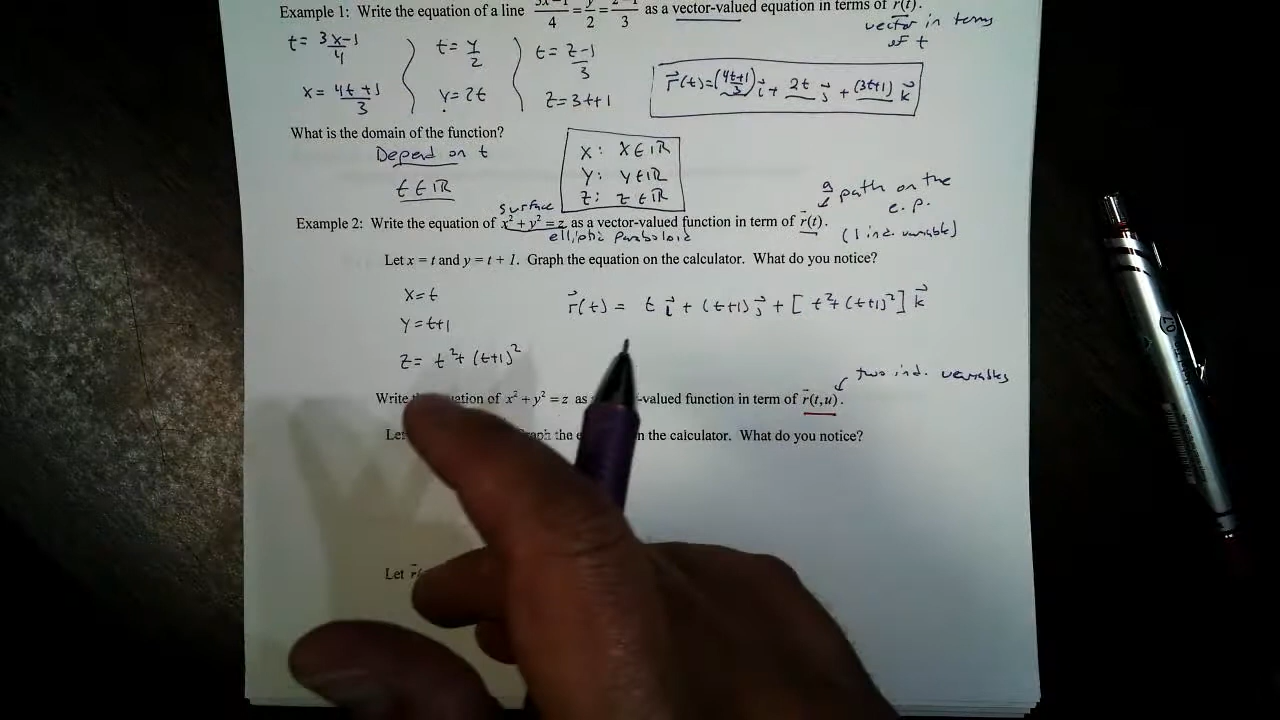 Example 1: Write the equation of a line 3x-1/4 = y/2 = z-1/3 as a vector-valued equation in terms of r(t).
vector in terms of t
t = 3x-1/4
t = y/2
t = z-1/3
x = 4t+1/3
y = 2t
z = 3t+1
r⃗(t) = (4t+1/3) i⃗ + 2t j⃗ + (3t+1) k⃗
What is the domain of the function?
Depend on t
t ∈ ℝ
x: x ∈ ℝ
y: y ∈ ℝ
z: z ∈ ℝ
surface
a path on the e.p.
(1 ind. variable)
Example 2: Write the equation of x² + y² = z as a vector-valued function in term of r⃗(t).
elliptic paraboloid
Let x = t and y = t + 1. Graph the equation on the calculator. What do you notice?
x = t
y = t+1
z = t² + (t+1)²
r⃗(t) = t i⃗ + (t+1) j⃗ + [t² + (t+1)²] k⃗
two ind. variables
Write equation of x² + y² = z as -valued function in term of r⃗(t,u).
the calculator. What do you notice?
Let r⃗